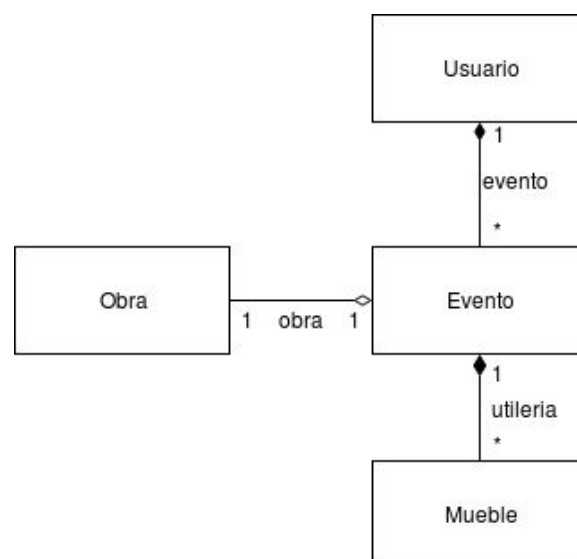 Usuario
1
evento
*
Obra
1 obra 1
Evento
1
utileria
*
Mueble